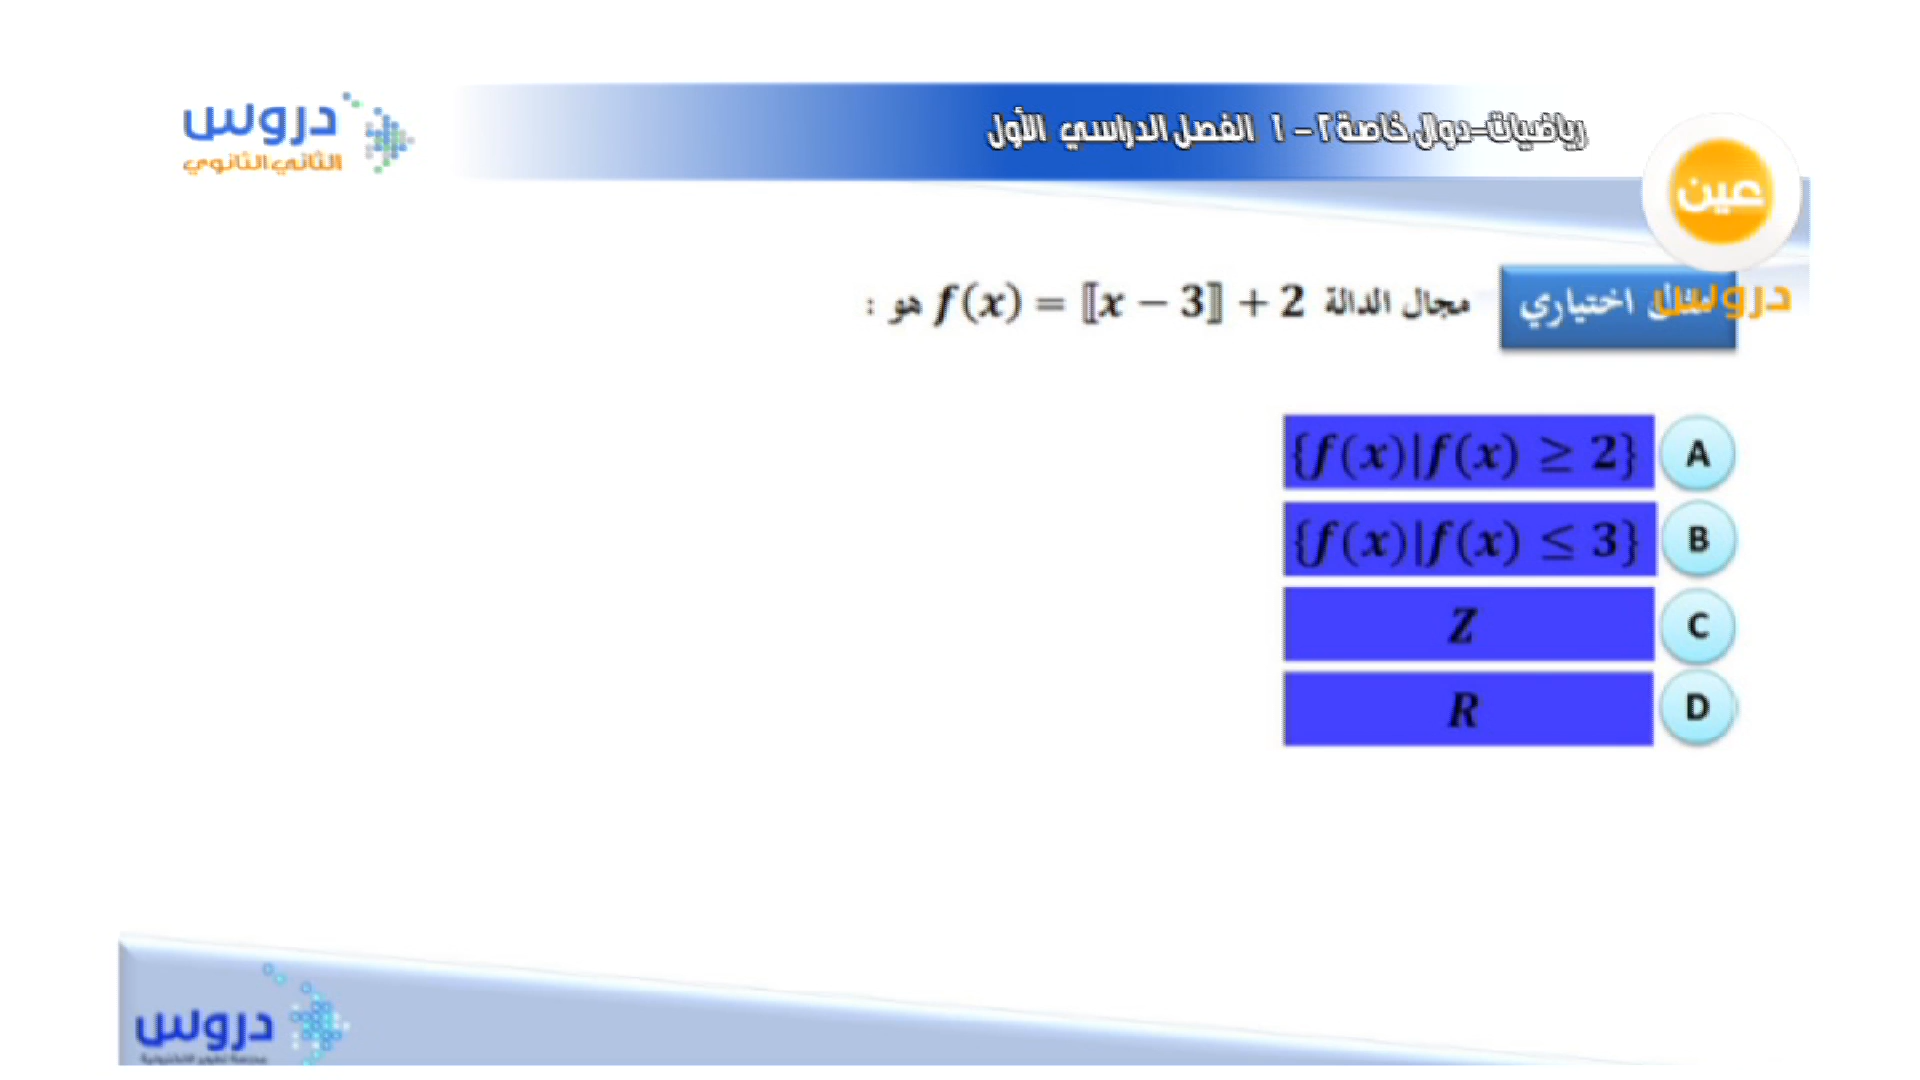 دروس
الثاني الثانوي
رياضيات-دوال خاصة ٢ - ١ الفصل الدراسي الأول
عين
دروس
اختياري
مجال الدالة f(x) = ⟦x − 3⟧ + 2 هو :
A {f(x)|f(x) ≥ 2}
B {f(x)|f(x) ≤ 3}
C Z
D R
دروس